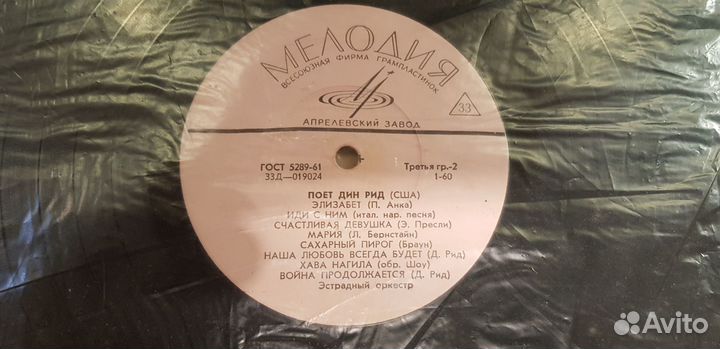 МЕЛОДИЯ
ВСЕСОЮЗНАЯ ФИРМА ГРАМПЛАСТИНОК
33
АПРЕЛЕВСКИЙ ЗАВОД
ГОСТ 5289-61 Третья гр.-2
33Д—019024 1-60
ПОЕТ ДИН РИД (США)
ЭЛИЗАБЕТ (П. Анка)
ИДИ С НИМ (итал. нар. песня)
СЧАСТЛИВАЯ ДЕВУШКА (Э. Пресли)
МАРИЯ (Л. Бернстайн)
САХАРНЫЙ ПИРОГ (Браун)
НАША ЛЮБОВЬ ВСЕГДА БУДЕТ (Д. Рид)
ХАВА НАГИЛА (обр. Шоу)
ВОЙНА ПРОДОЛЖАЕТСЯ (Д. Рид)
Эстрадный оркестр
Avito